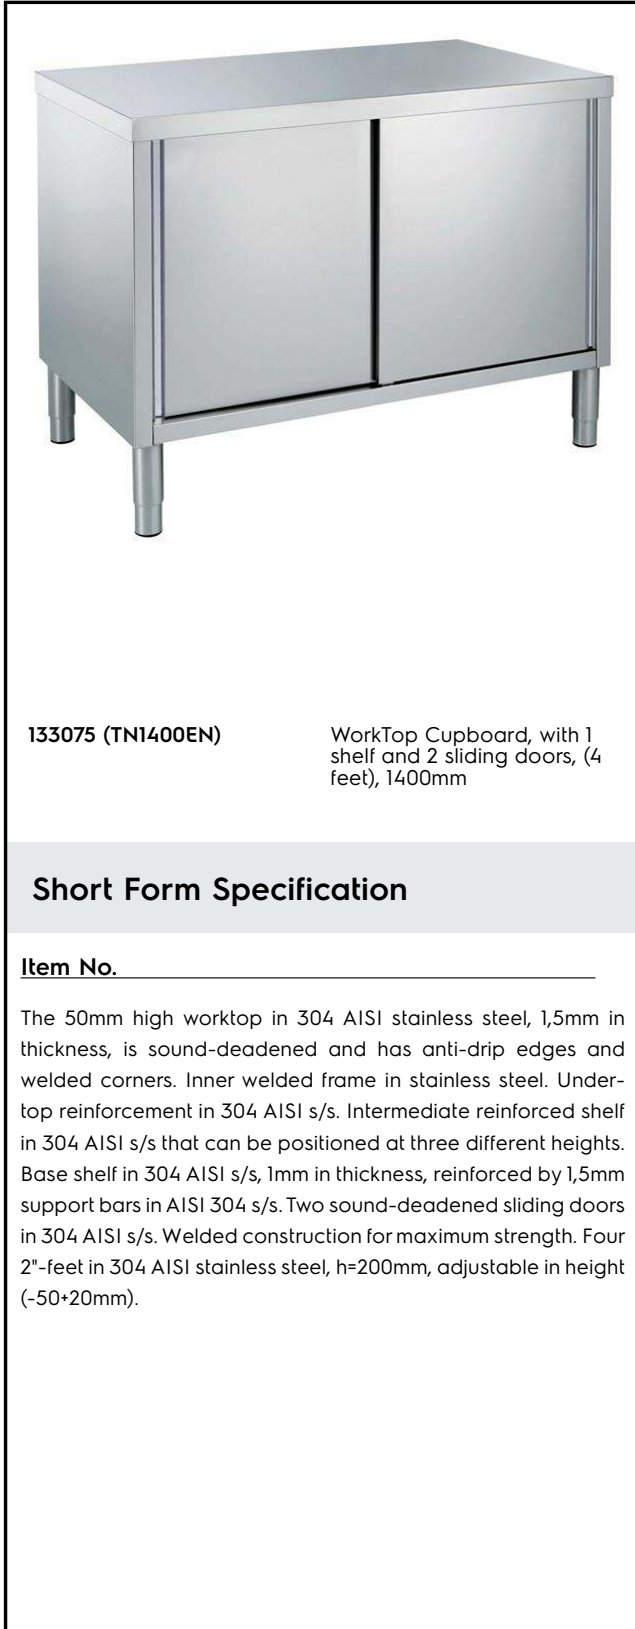 133075 (TN1400EN)
WorkTop Cupboard, with 1
shelf and 2 sliding doors, (4
feet), 1400mm
Short Form Specification
Item No.
The 50mm high worktop in 304 AISI stainless steel, 1,5mm in
thickness, is sound-deadened and has anti-drip edges and
welded corners. Inner welded frame in stainless steel. Under-
top reinforcement in 304 AISI s/s. Intermediate reinforced shelf
in 304 AISI s/s that can be positioned at three different heights.
Base shelf in 304 AISI s/s, 1mm in thickness, reinforced by 1,5mm
support bars in AISI 304 s/s. Two sound-deadened sliding doors
in 304 AISI s/s. Welded construction for maximum strength. Four
2"-feet in 304 AISI stainless steel, h=200mm, adjustable in height
(-50+20mm).